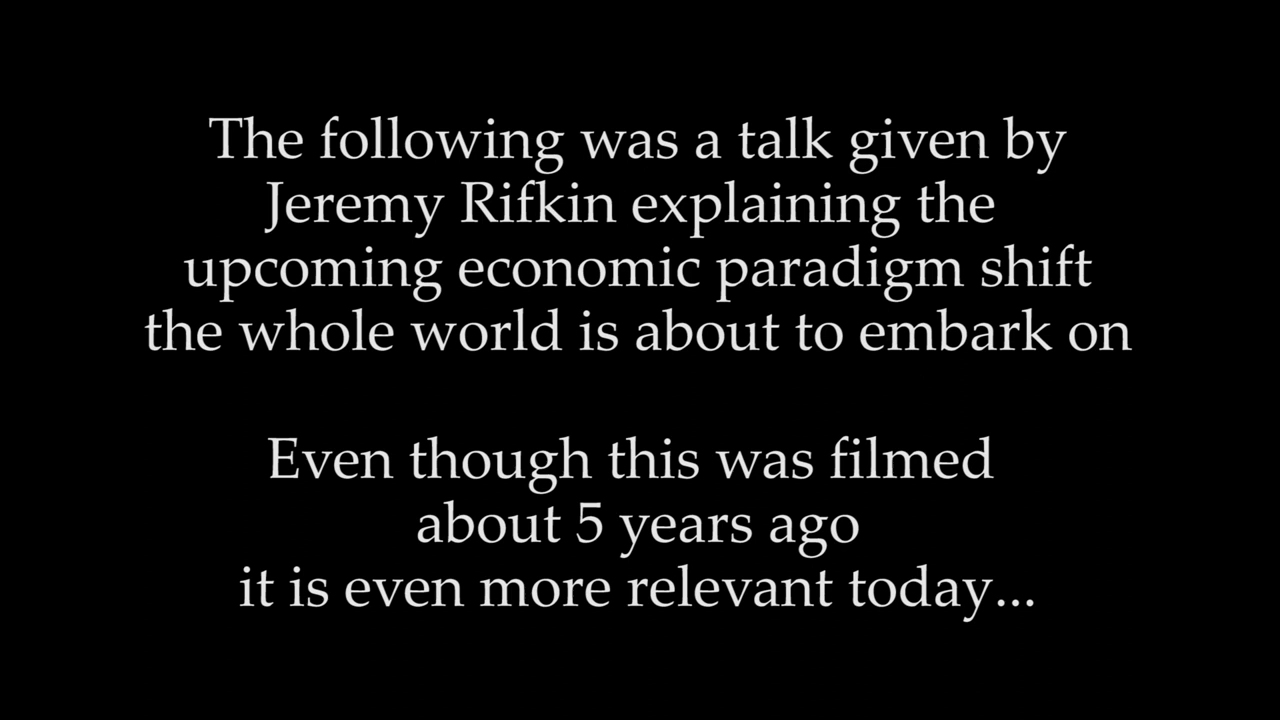 The following was a talk given by
Jeremy Rifkin explaining the
upcoming economic paradigm shift
the whole world is about to embark on
Even though this was filmed
about 5 years ago
it is even more relevant today...